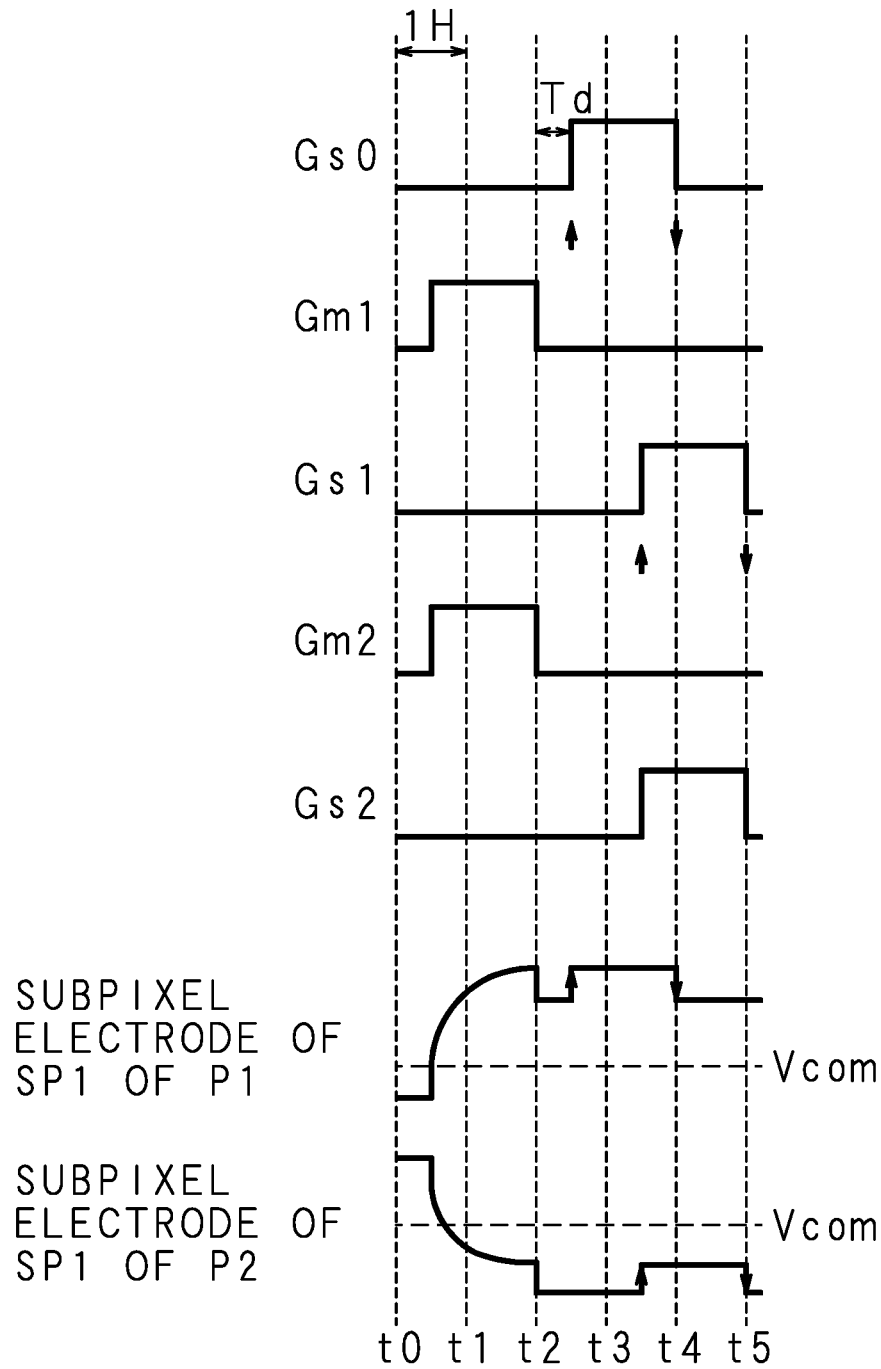 1H
Td
Gs0
Gm1
Gs1
Gm2
Gs2
SUBPIXEL
ELECTRODE OF
SP1 OF P1
Vcom
SUBPIXEL
ELECTRODE OF
SP1 OF P2
Vcom
t0 t1 t2 t3 t4 t5